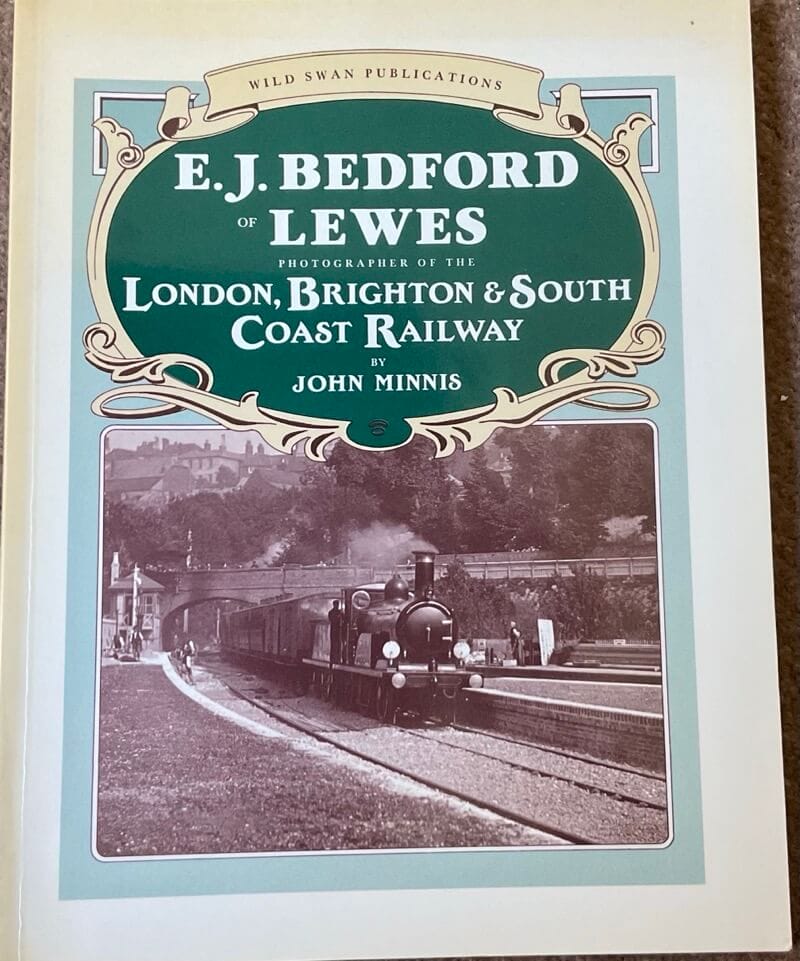 WILD SWAN PUBLICATIONS
E. J. BEDFORD
OF LEWES
PHOTOGRAPHER OF THE
LONDON, BRIGHTON & SOUTH
COAST RAILWAY
BY
JOHN MINNIS